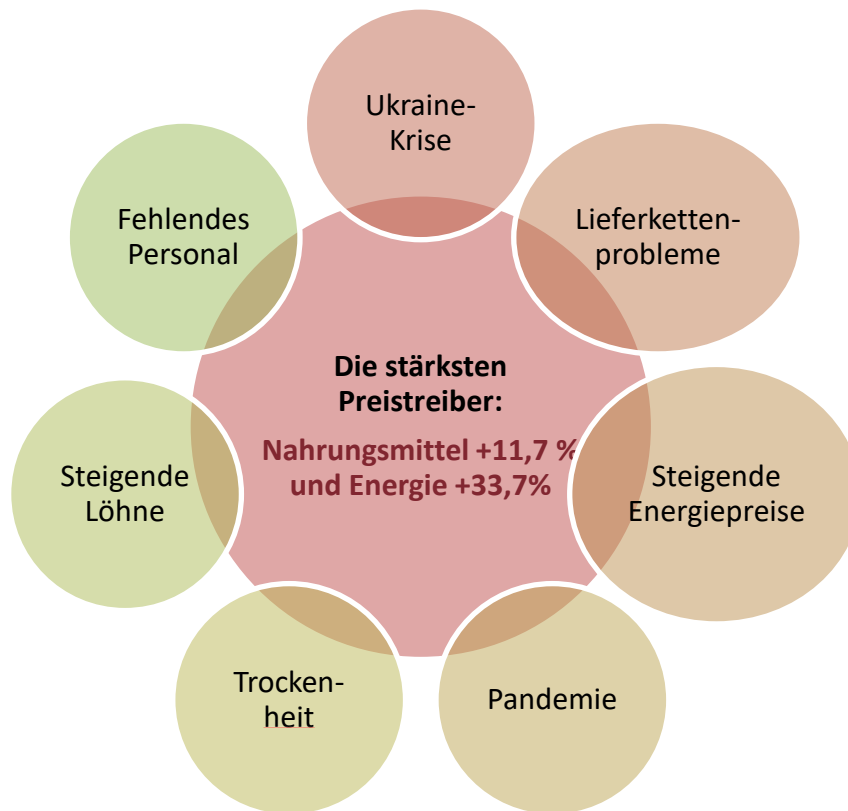 Ukraine-
Krise
Lieferketten-
probleme
Steigende
Energiepreise
Pandemie
Trocken-
heit
Steigende
Löhne
Fehlendes
Personal
Die stärksten
Preistreiber:
Nahrungsmittel +11,7 %
und Energie +33,7%